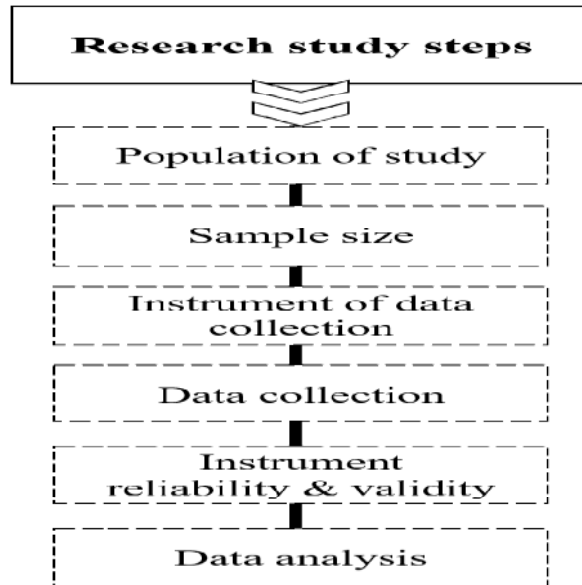 Research study steps
Population of study
Sample size
Instrument of data
collection
Data collection
Instrument
reliability & validity
Data analysis